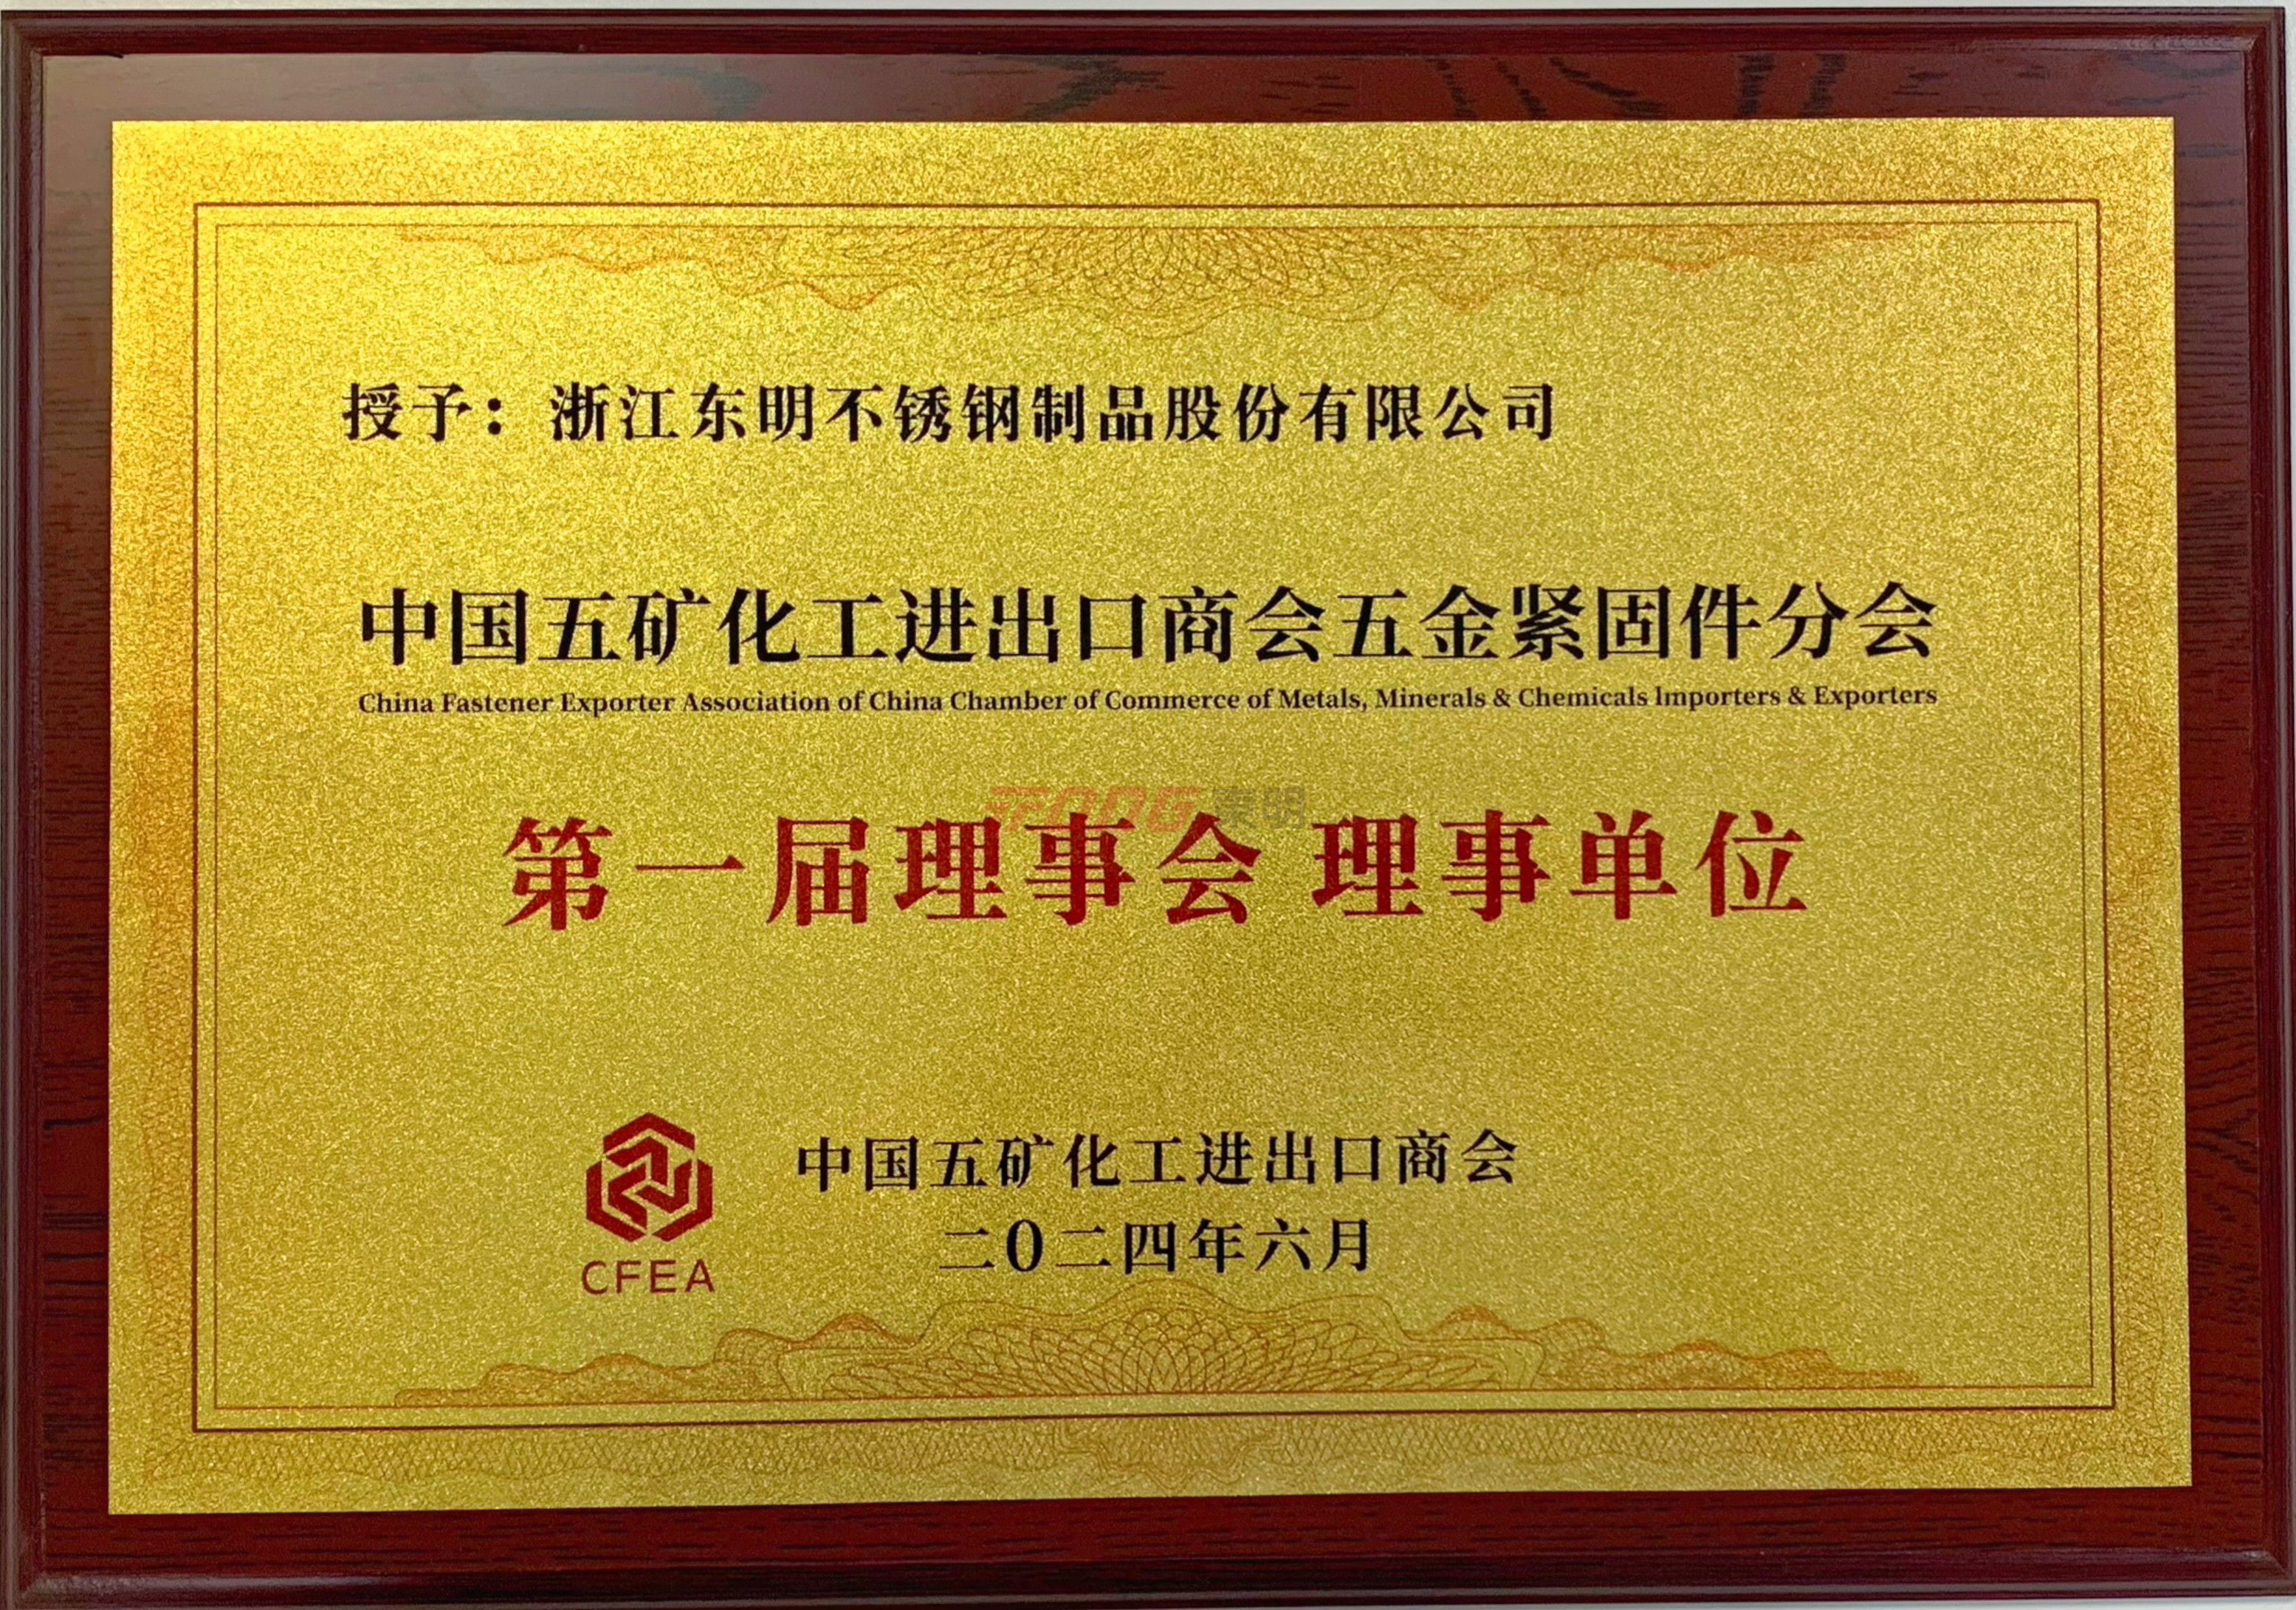 授予：浙江东明不锈钢制品股份有限公司
中国五矿化工进出口商会五金紧固件分会
China Fastener Exporter Association of China Chamber of Commerce of Metals, Minerals & Chemicals Importers & Exporters
東明
第一届理事会 理事单位
中国五矿化工进出口商会
二0二四年六月
CFEA